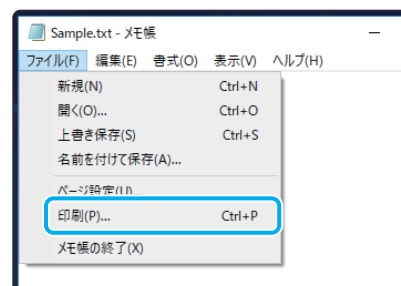 Sample.txt - メモ帳
ファイル(F) 編集(E) 書式(O) 表示(V) ヘルプ(H)
新規(N) Ctrl+N
開く(O)... Ctrl+O
上書き保存(S) Ctrl+S
名前を付けて保存(A)...
ページ設定(U)...
印刷(P)... Ctrl+P
メモ帳の終了(X)